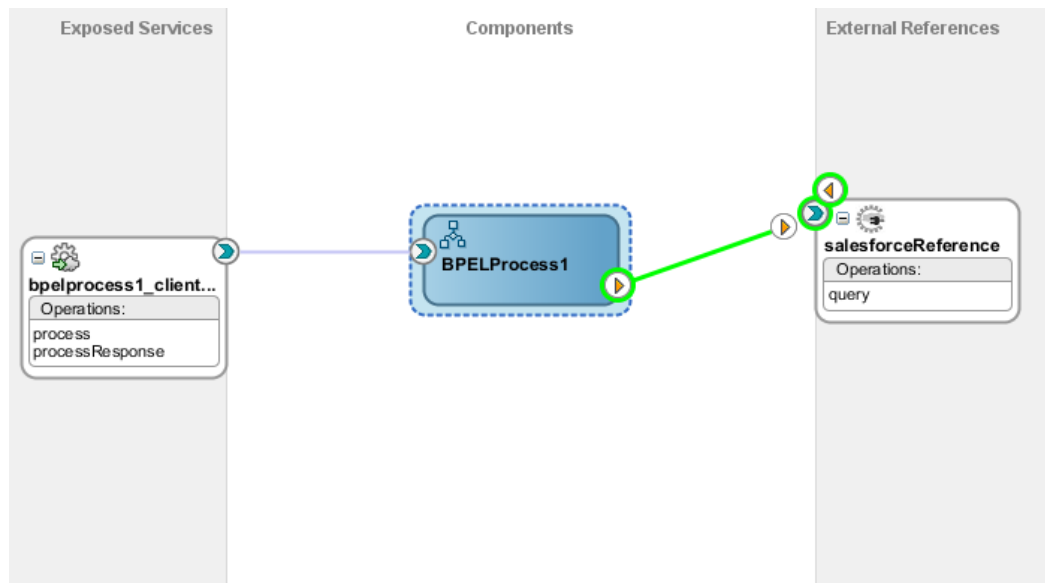 Exposed Services
Components
External References
bpelprocess1_client...
Operations:
process
processResponse
BPELProcess1
salesforceReference
Operations:
query